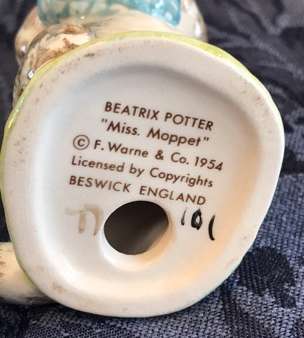 BEATRIX POTTER
"Miss. Moppet"
© F. Warne & Co. 1954
Licensed by Copyrights
BESWICK ENGLAND
101